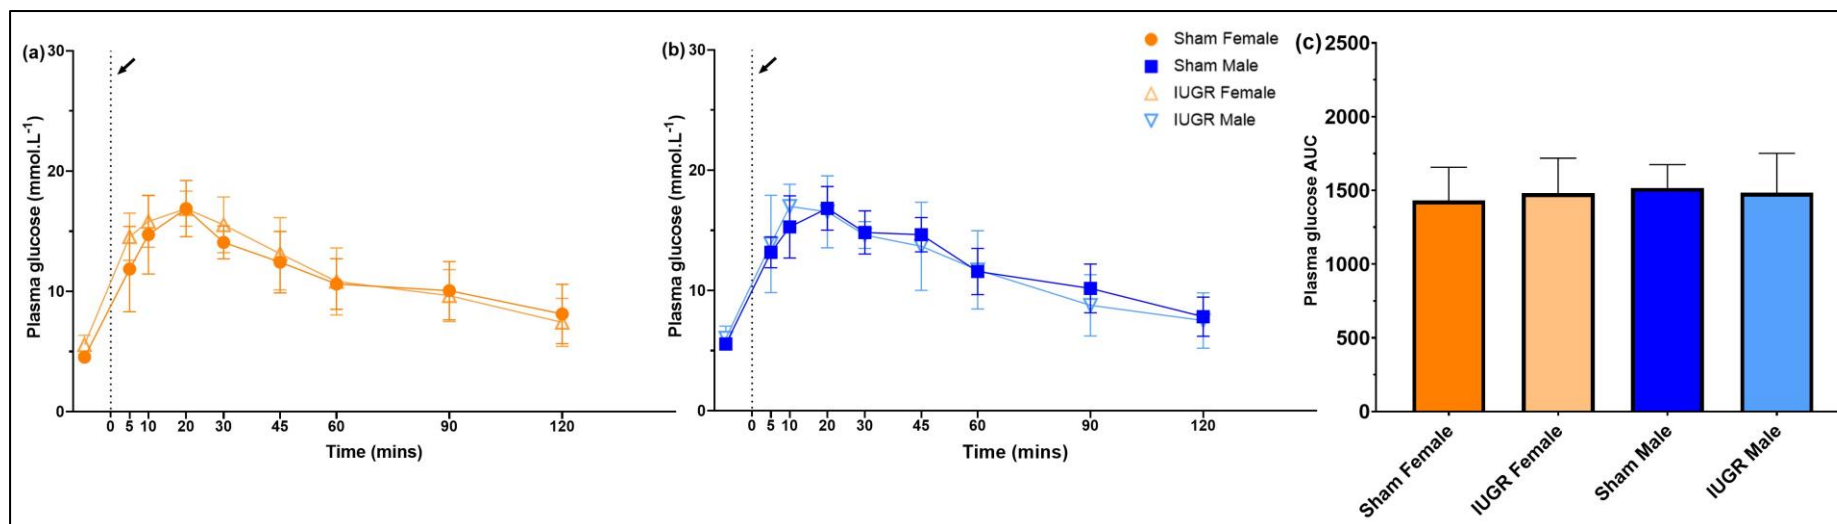 (a)
30
20
10
0
Plasma glucose (mmol.L-1)
0 5 10 20 30 45 60 90 120
Time (mins)
(b)
30
20
10
0
Plasma glucose (mmol.L-1)
0 5 10 20 30 45 60 90 120
Time (mins)
Sham Female
Sham Male
IUGR Female
IUGR Male
(c)
2500
2000
1500
1000
500
0
Plasma glucose AUC
Sham Female
IUGR Female
Sham Male
IUGR Male